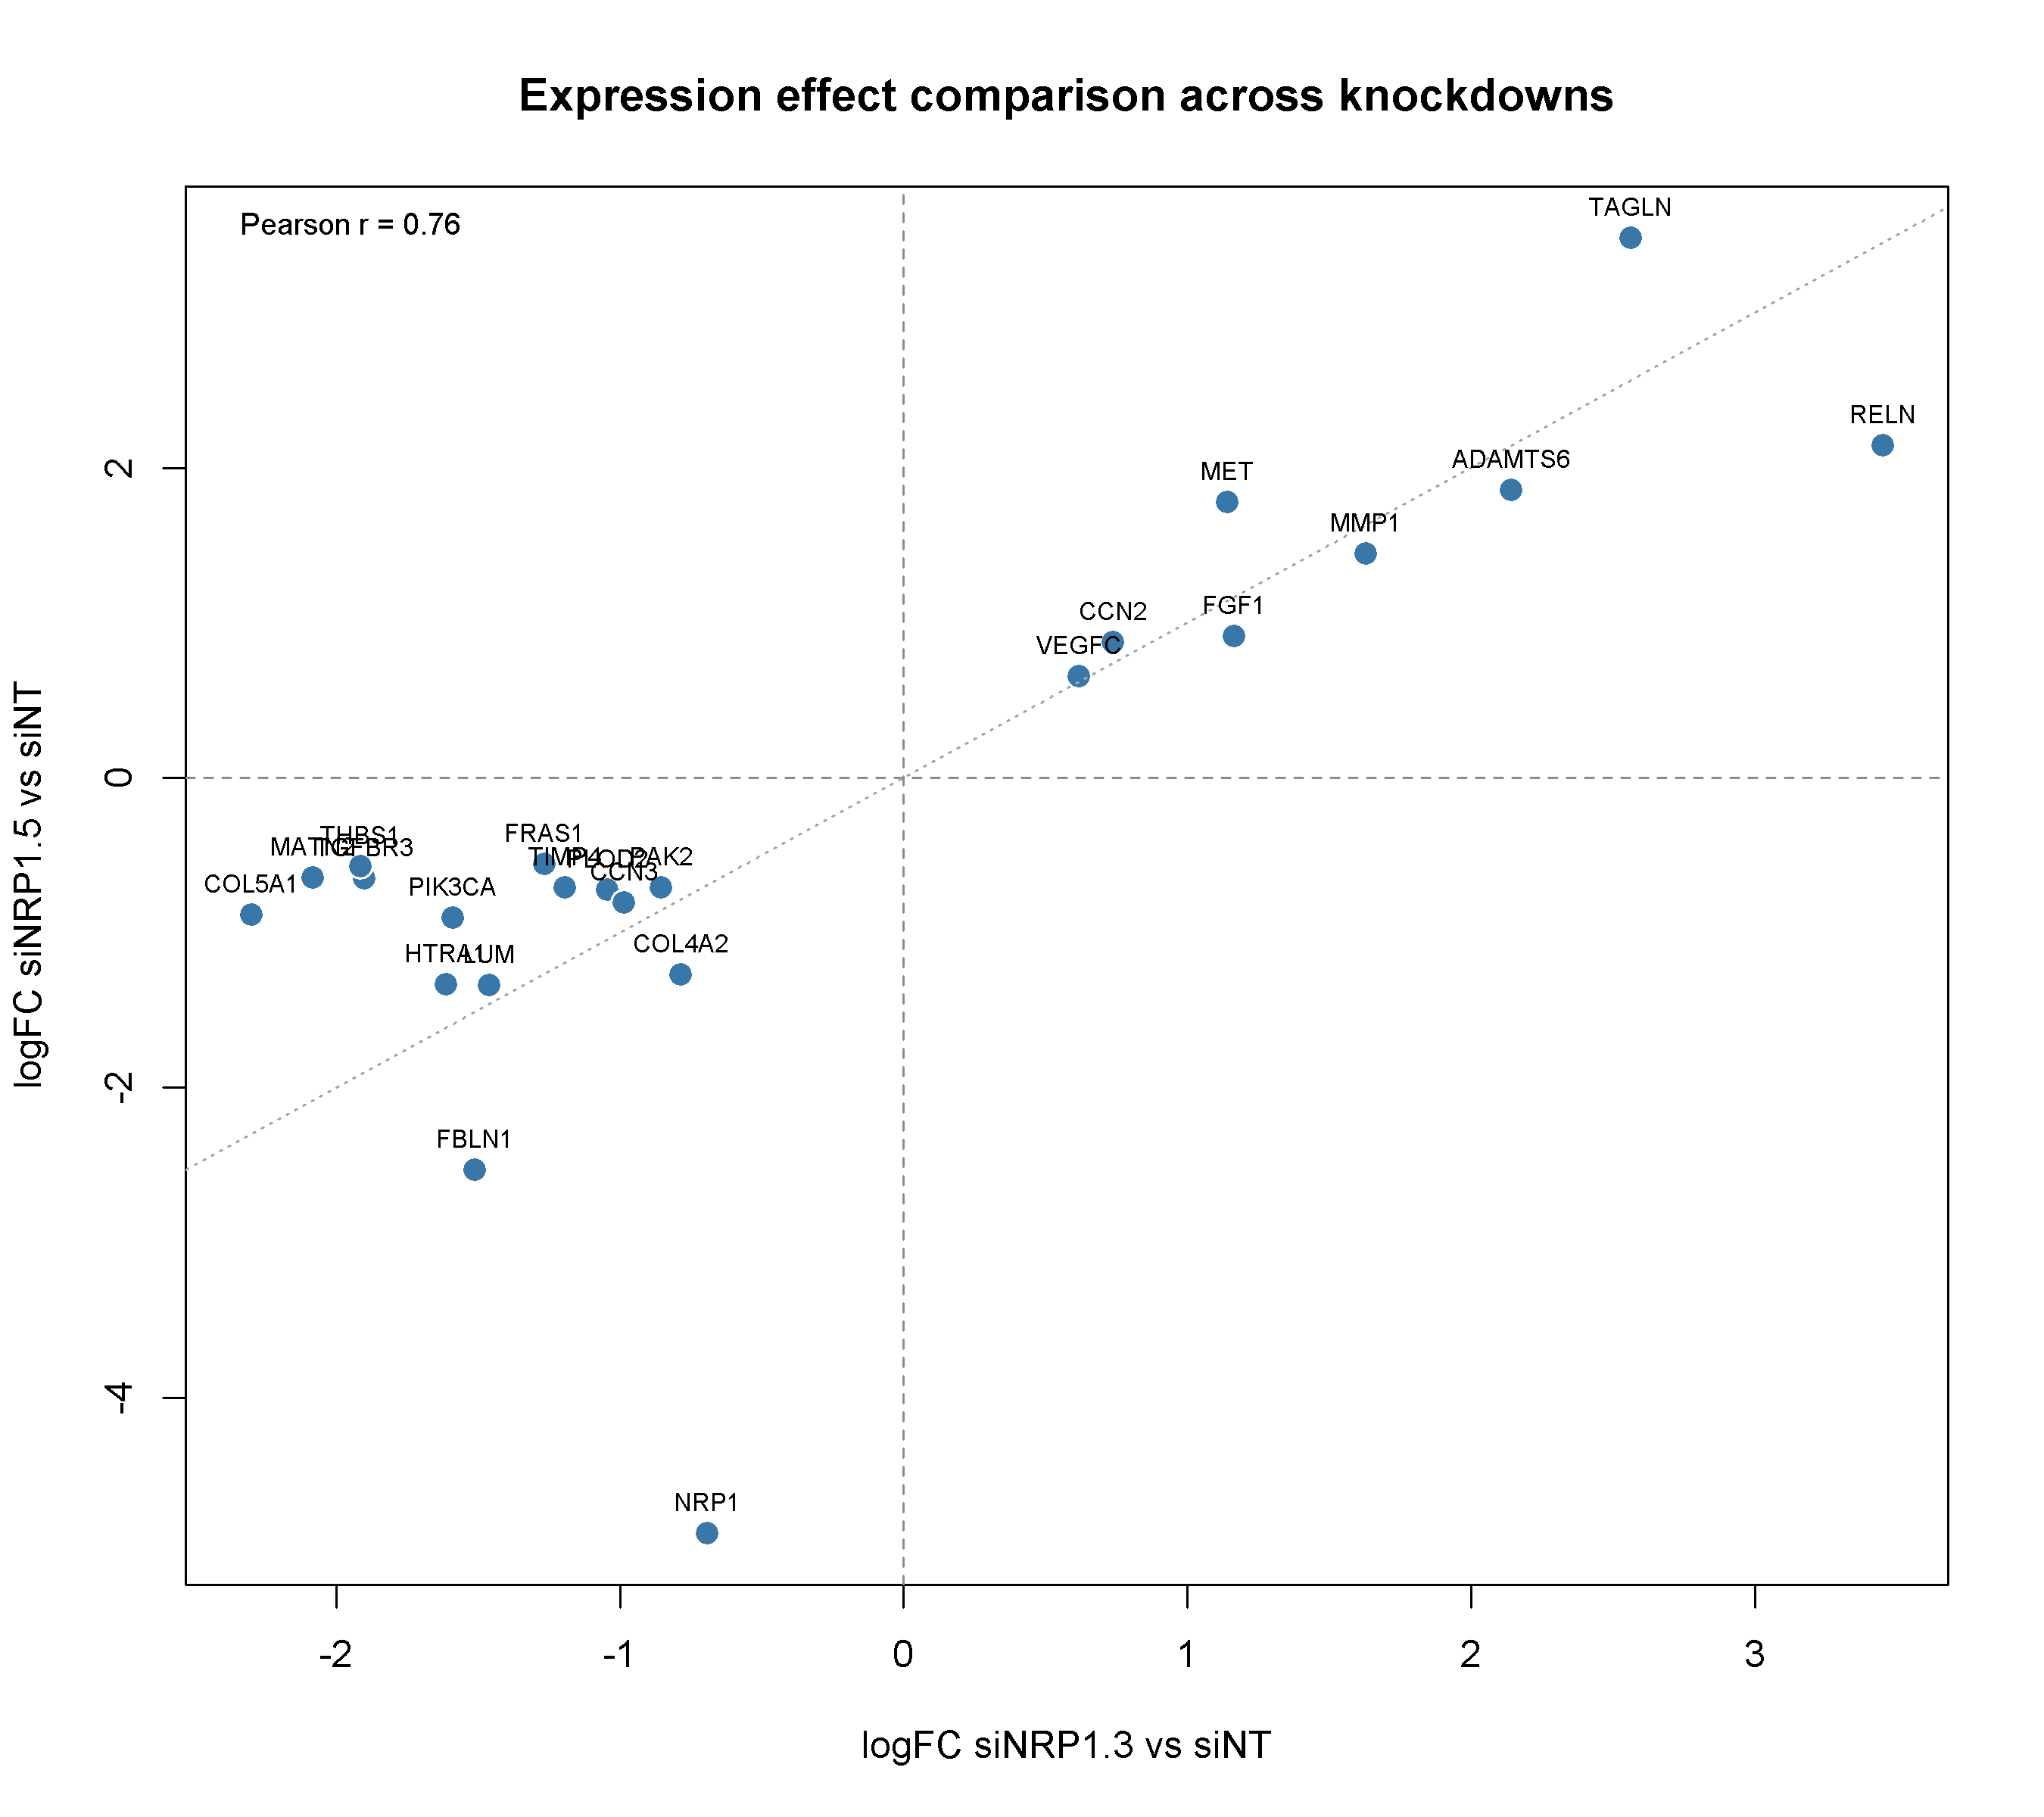 Expression effect comparison across knockdowns
Pearson r = 0.76
TAGLN
RELN
ADAMTS6
MET
MMP1
FGF1
CCN2
VEGFC
THBS1
FRAS1
MATN2
TGFBR3
TIMP4
PLOD2
PAK2
CCN3
COL5A1
PIK3CA
COL4A2
HTRA1
LUM
FBLN1
NRP1
2
0
-2
-4
-2
-1
0
1
2
3
logFC siNRP1.5 vs siNT
logFC siNRP1.3 vs siNT